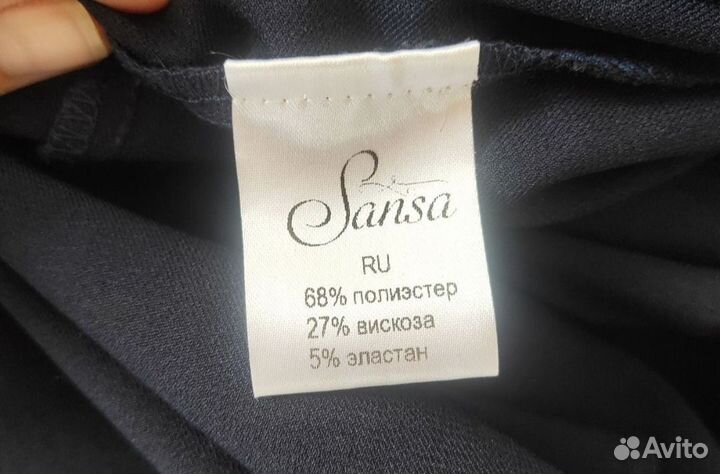 Sansa
RU
68% полиэстер
27% вискоза
5% эластан
Avito